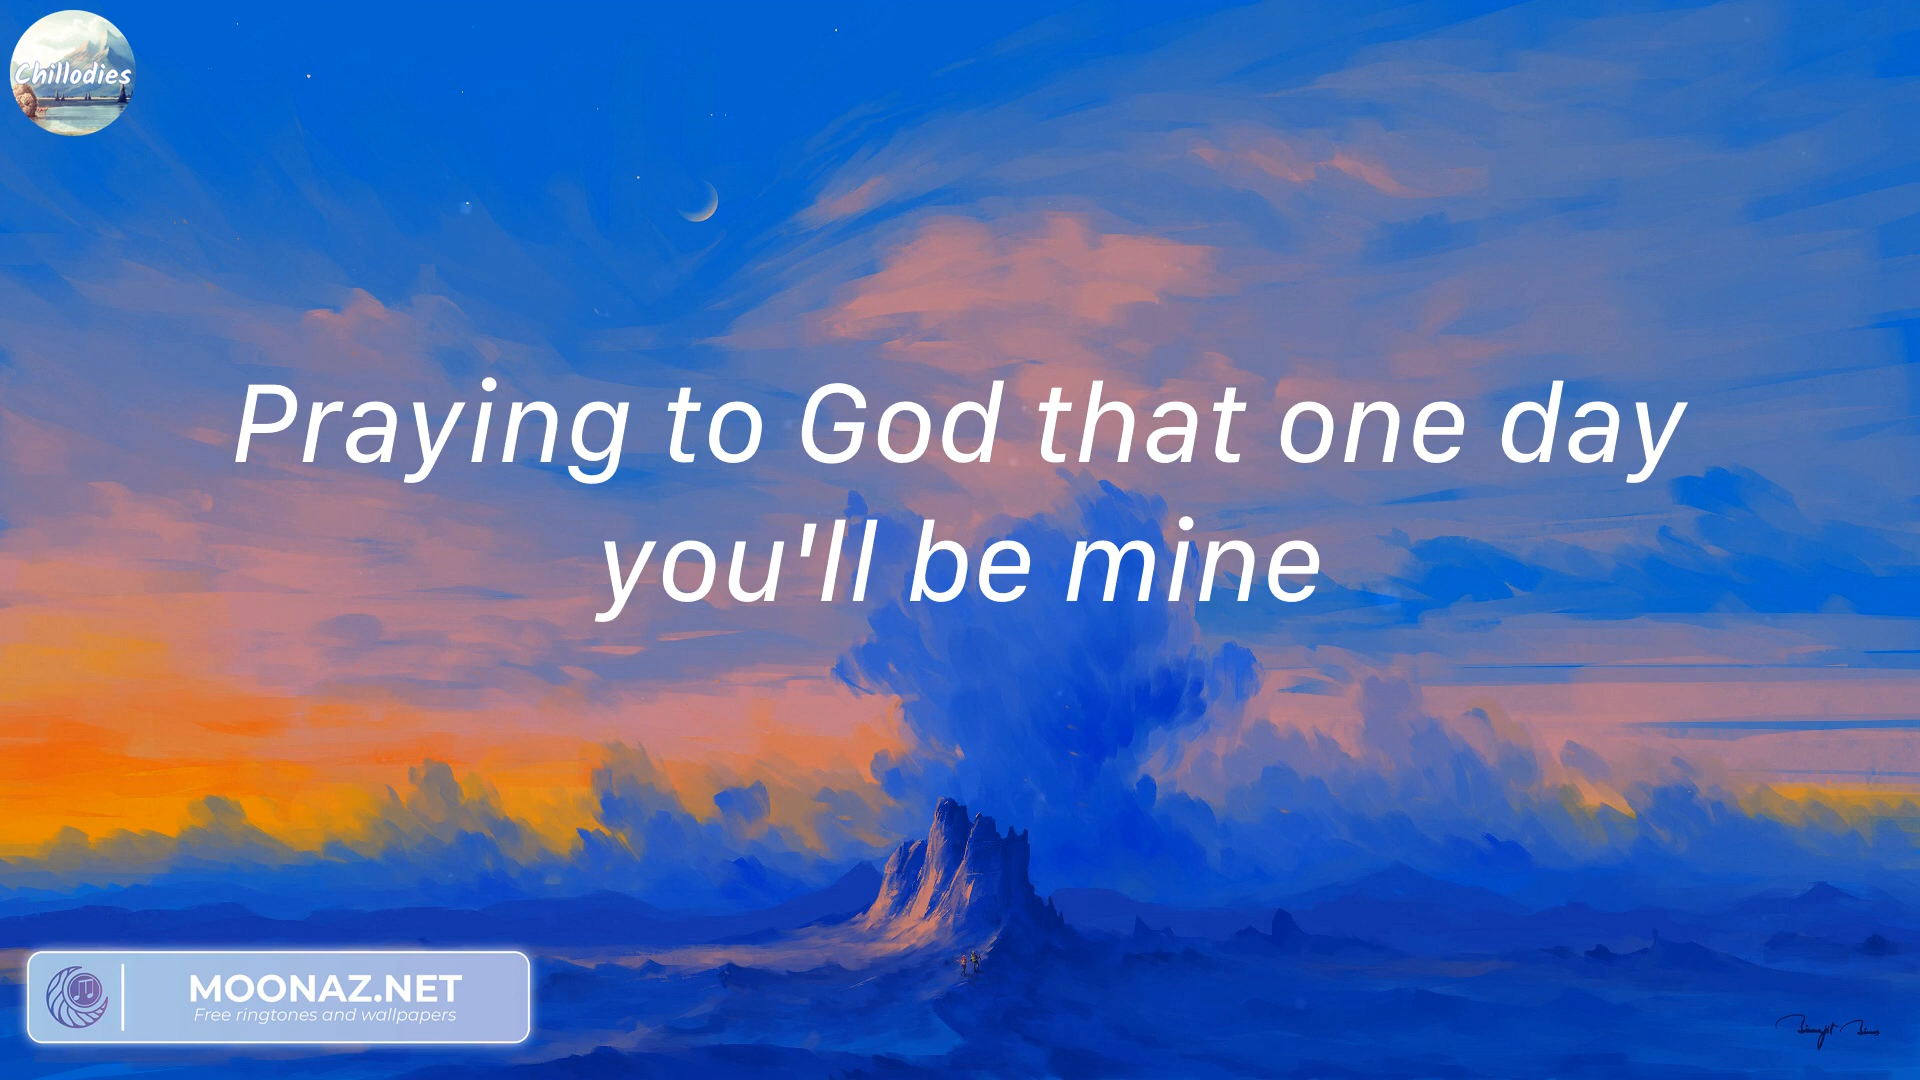 Chillodies
Praying to God that one day
you'll be mine
MOONAZ.NET
Free ringtones and wallpapers